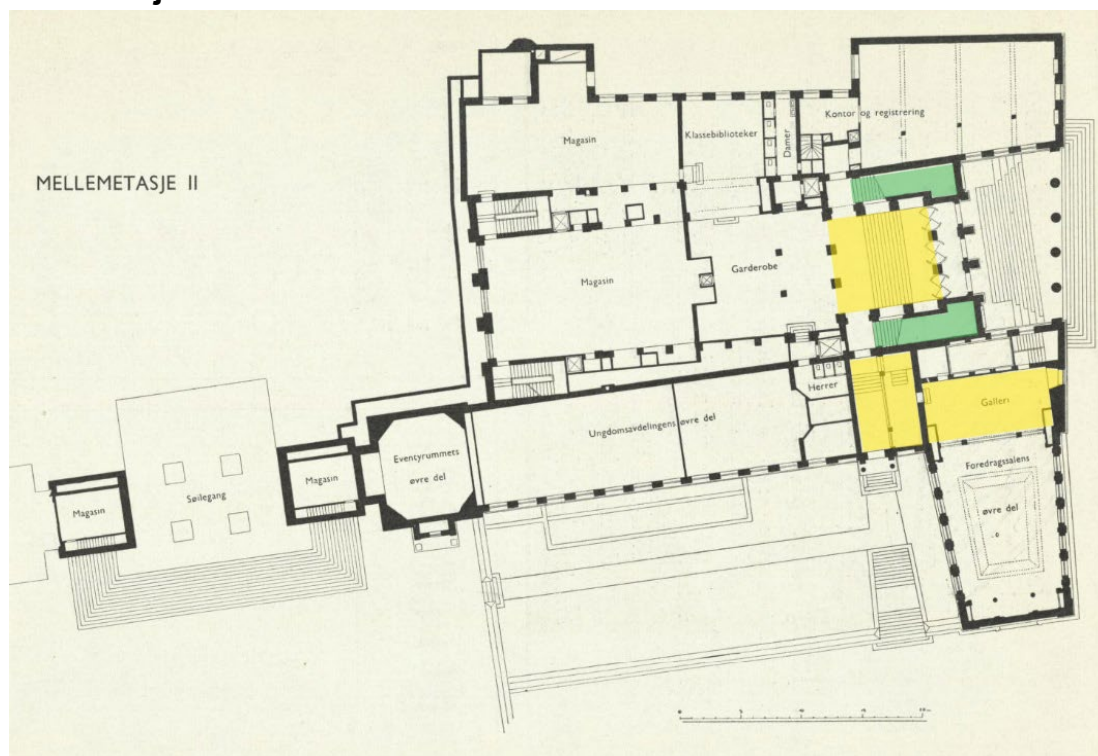 Kontor og registrering
Magasin
Klassebiblioteker
Damer
MELLEMETASJE II
Garderobe
Magasin
Herrer
Galleri
Ungdomsavdelingens øvre del
Eventyrrummets
øvre del
Foredragssalens
øvre del
Magasin
Søilegang
Magasin